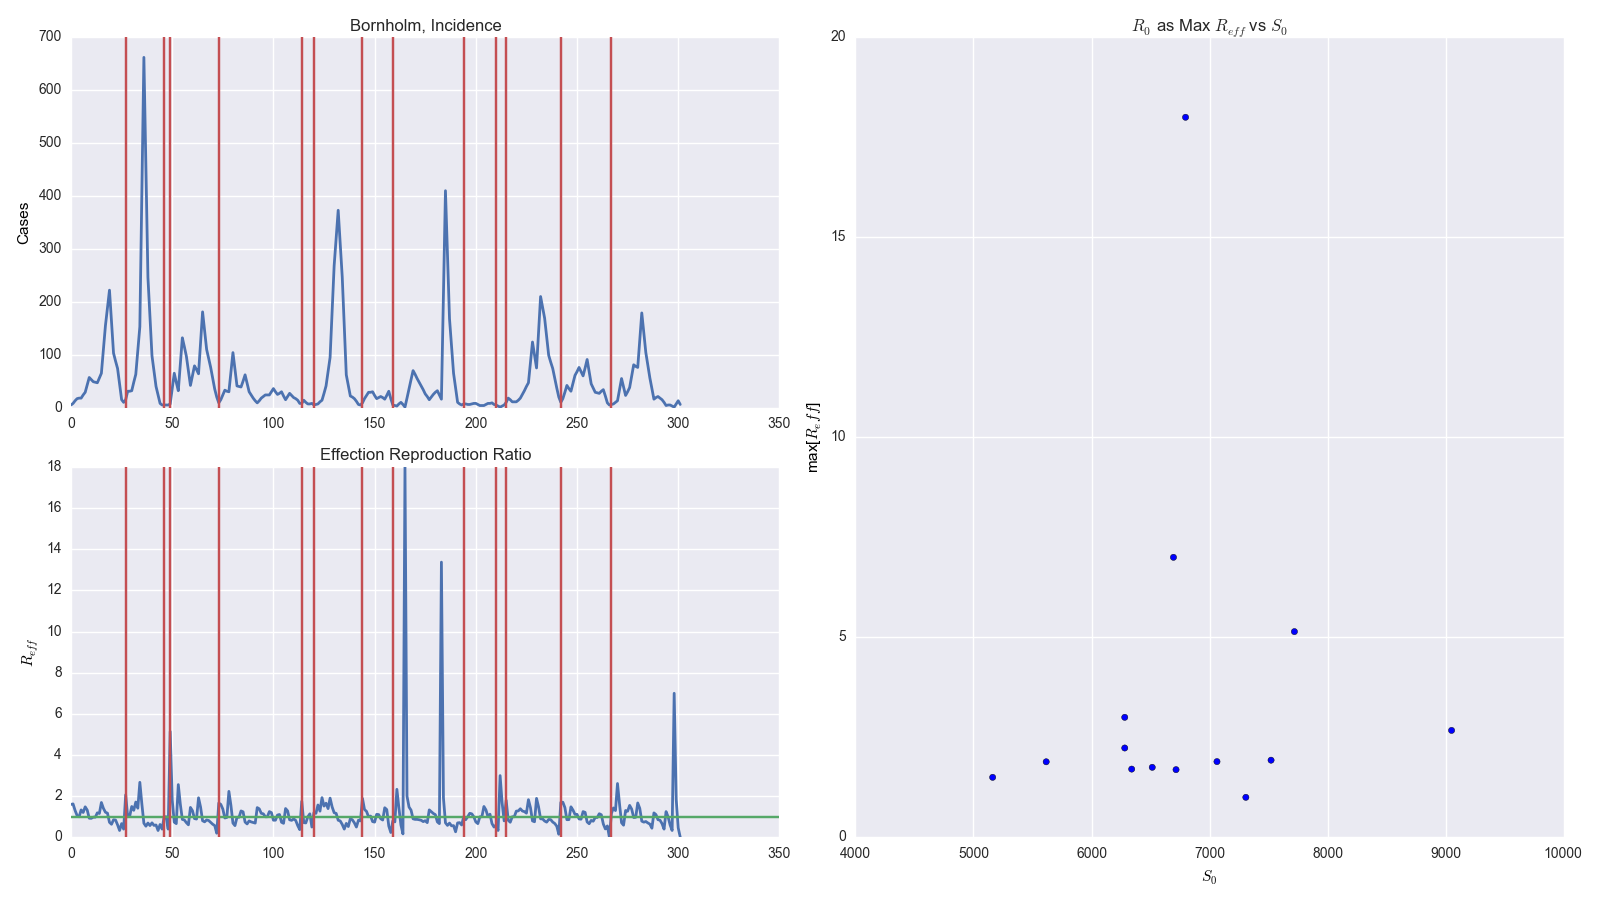 Bornholm, Incidence
700
600
500
400
300
200
100
0
Cases
0 50 100 150 200 250 300 350
Effection Reproduction Ratio
18
16
14
12
10
8
6
4
2
0
R_eff
0 50 100 150 200 250 300 350
R_0 as Max R_eff vs S_0
20
15
10
5
0
max[R_eff]
4000 5000 6000 7000 8000 9000 10000
S_0